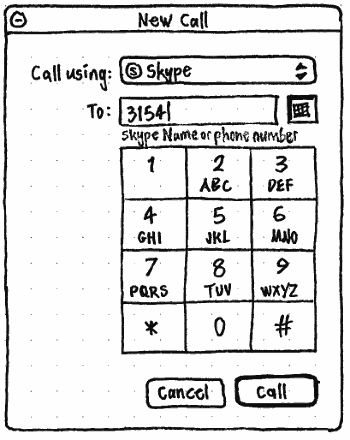 New Call
Call using: S Skype
To: 3154
Skype Name or phone number
1 2 3
ABC DEF
4 5 6
GHI JKL MNO
7 8 9
PQRS TUV WXYZ
* 0 #
Cancel Call